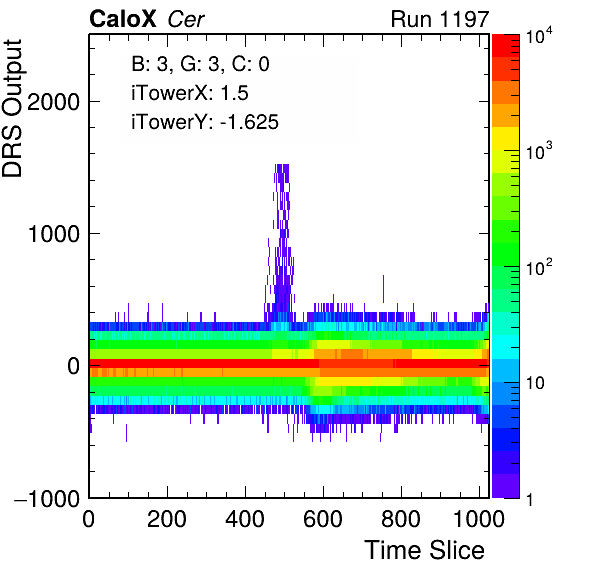 CaloX Cer Run 1197
B: 3, G: 3, C: 0
iTowerX: 1.5
iTowerY: -1.625
DRS Output
2000
1000
0
−1000
0 200 400 600 800 1000
Time Slice
10^4
10^3
10^2
10
1